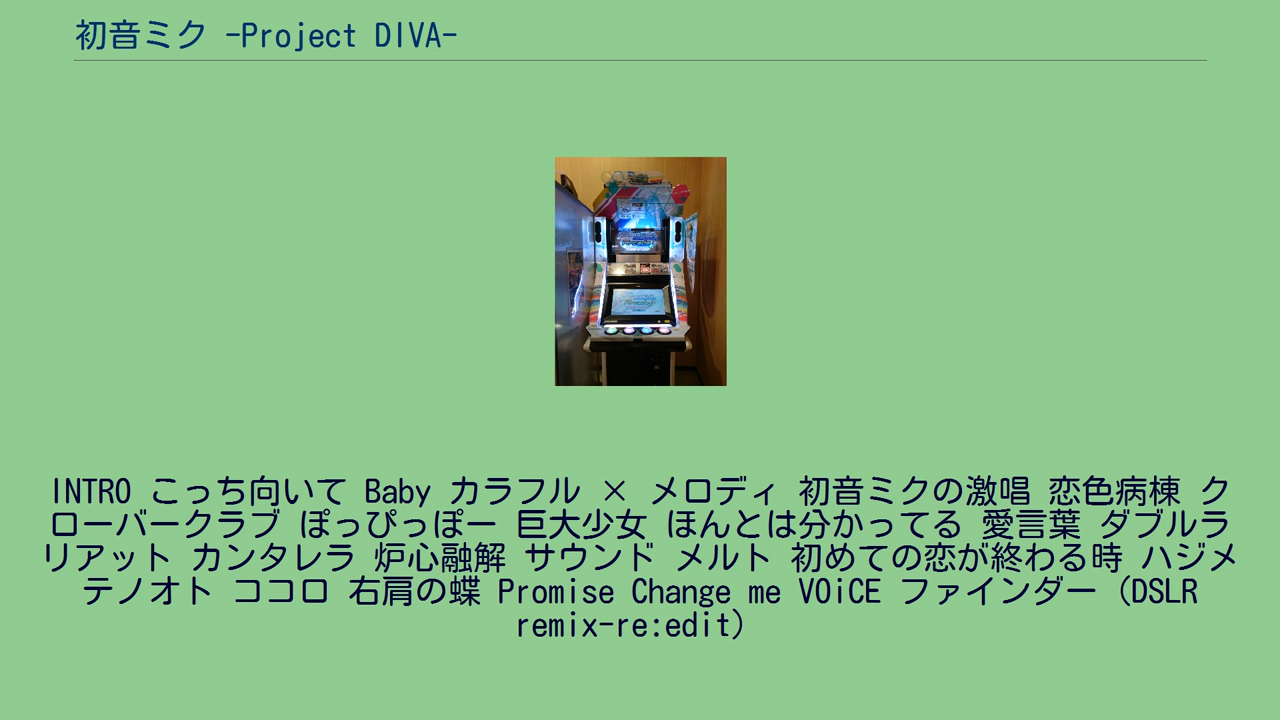 初音ミク -Project DIVA-
INTRO こっち向いて Baby カラフル × メロディ 初音ミクの激唱 恋色病棟 ク
ローバークラブ ぽっぴっぽー 巨大少女 ほんとは分かってる 愛言葉 ダブルラ
リアット カンタレラ 炉心融解 サウンド メルト 初めての恋が終わる時 ハジメ
テノオト ココロ 右肩の蝶 Promise Change me VOiCE ファインダー (DSLR
remix-re:edit)